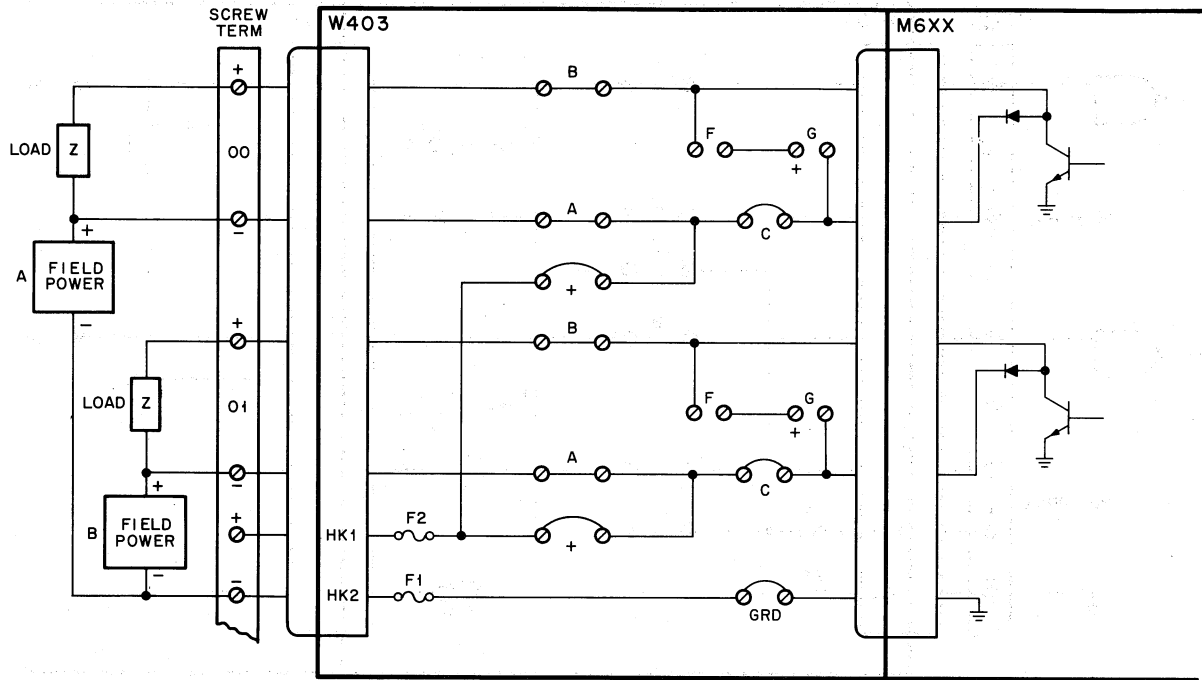 SCREW
TERM
W403
M6XX
+
B
LOAD
Z
00
F
G
+
+
A
−
C
A
FIELD
POWER
−
+
+
B
LOAD
Z
01
F
G
+
A
−
C
+
B
FIELD
POWER
+
HK1
F2
+
−
−
HK2
F1
GRD